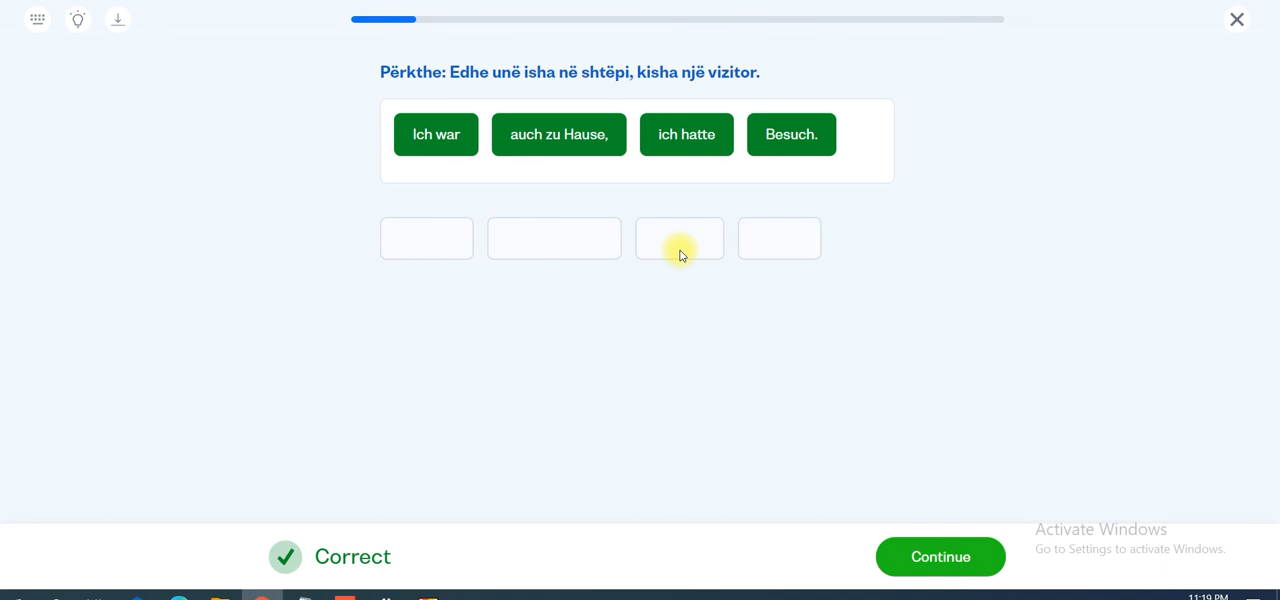 Përkthe: Edhe unë isha në shtëpi, kisha një vizitor.
Ich war auch zu Hause, ich hatte Besuch.
Correct
Continue
Activate Windows
Go to Settings to activate Windows.
11:19 PM